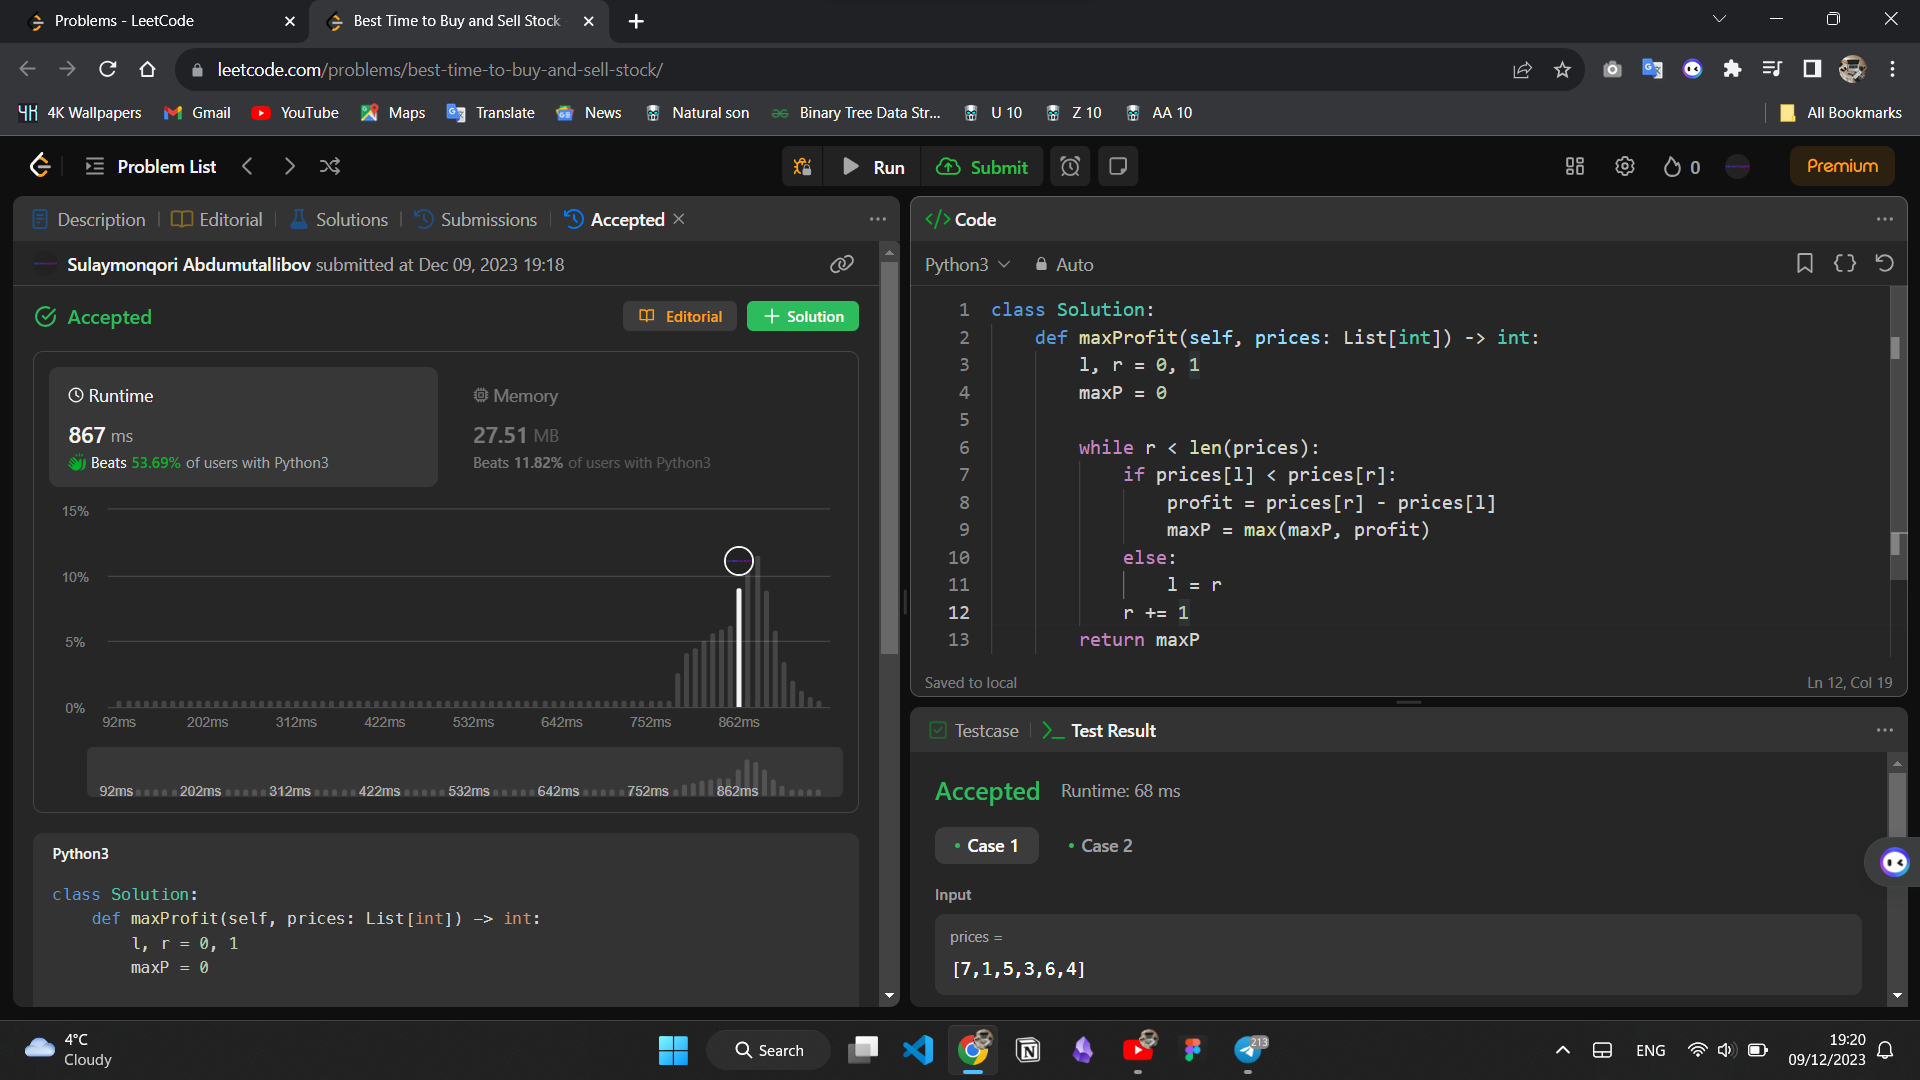 Problems - LeetCode
Best Time to Buy and Sell Stock
leetcode.com/problems/best-time-to-buy-and-sell-stock/
4K Wallpapers
Gmail
YouTube
Maps
Translate
News
Natural son
Binary Tree Data Str...
U 10
Z 10
AA 10
All Bookmarks
Problem List
Run
Submit
0
Premium
Description
Editorial
Solutions
Submissions
Accepted
Sulaymonqori Abdumutallibov submitted at Dec 09, 2023 19:18
Accepted
Editorial
Solution
Runtime
867 ms
Beats 53.69% of users with Python3
Memory
27.51 MB
Beats 11.82% of users with Python3
15%
10%
5%
0%
92ms 202ms 312ms 422ms 532ms 642ms 752ms 862ms
92ms 202ms 312ms 422ms 532ms 642ms 752ms 862ms
Python3
class Solution:
    def maxProfit(self, prices: List[int]) -> int:
        l, r = 0, 1
        maxP = 0
</> Code
Python3
Auto
1 class Solution:
2     def maxProfit(self, prices: List[int]) -> int:
3         l, r = 0, 1
4         maxP = 0
5
6         while r < len(prices):
7             if prices[l] < prices[r]:
8                 profit = prices[r] - prices[l]
9                 maxP = max(maxP, profit)
10             else:
11                 l = r
12             r += 1
13         return maxP
Saved to local
Ln 12, Col 19
Testcase
Test Result
Accepted
Runtime: 68 ms
Case 1
Case 2
Input
prices =
[7,1,5,3,6,4]
4°C
Cloudy
Search
213
ENG
19:20
09/12/2023